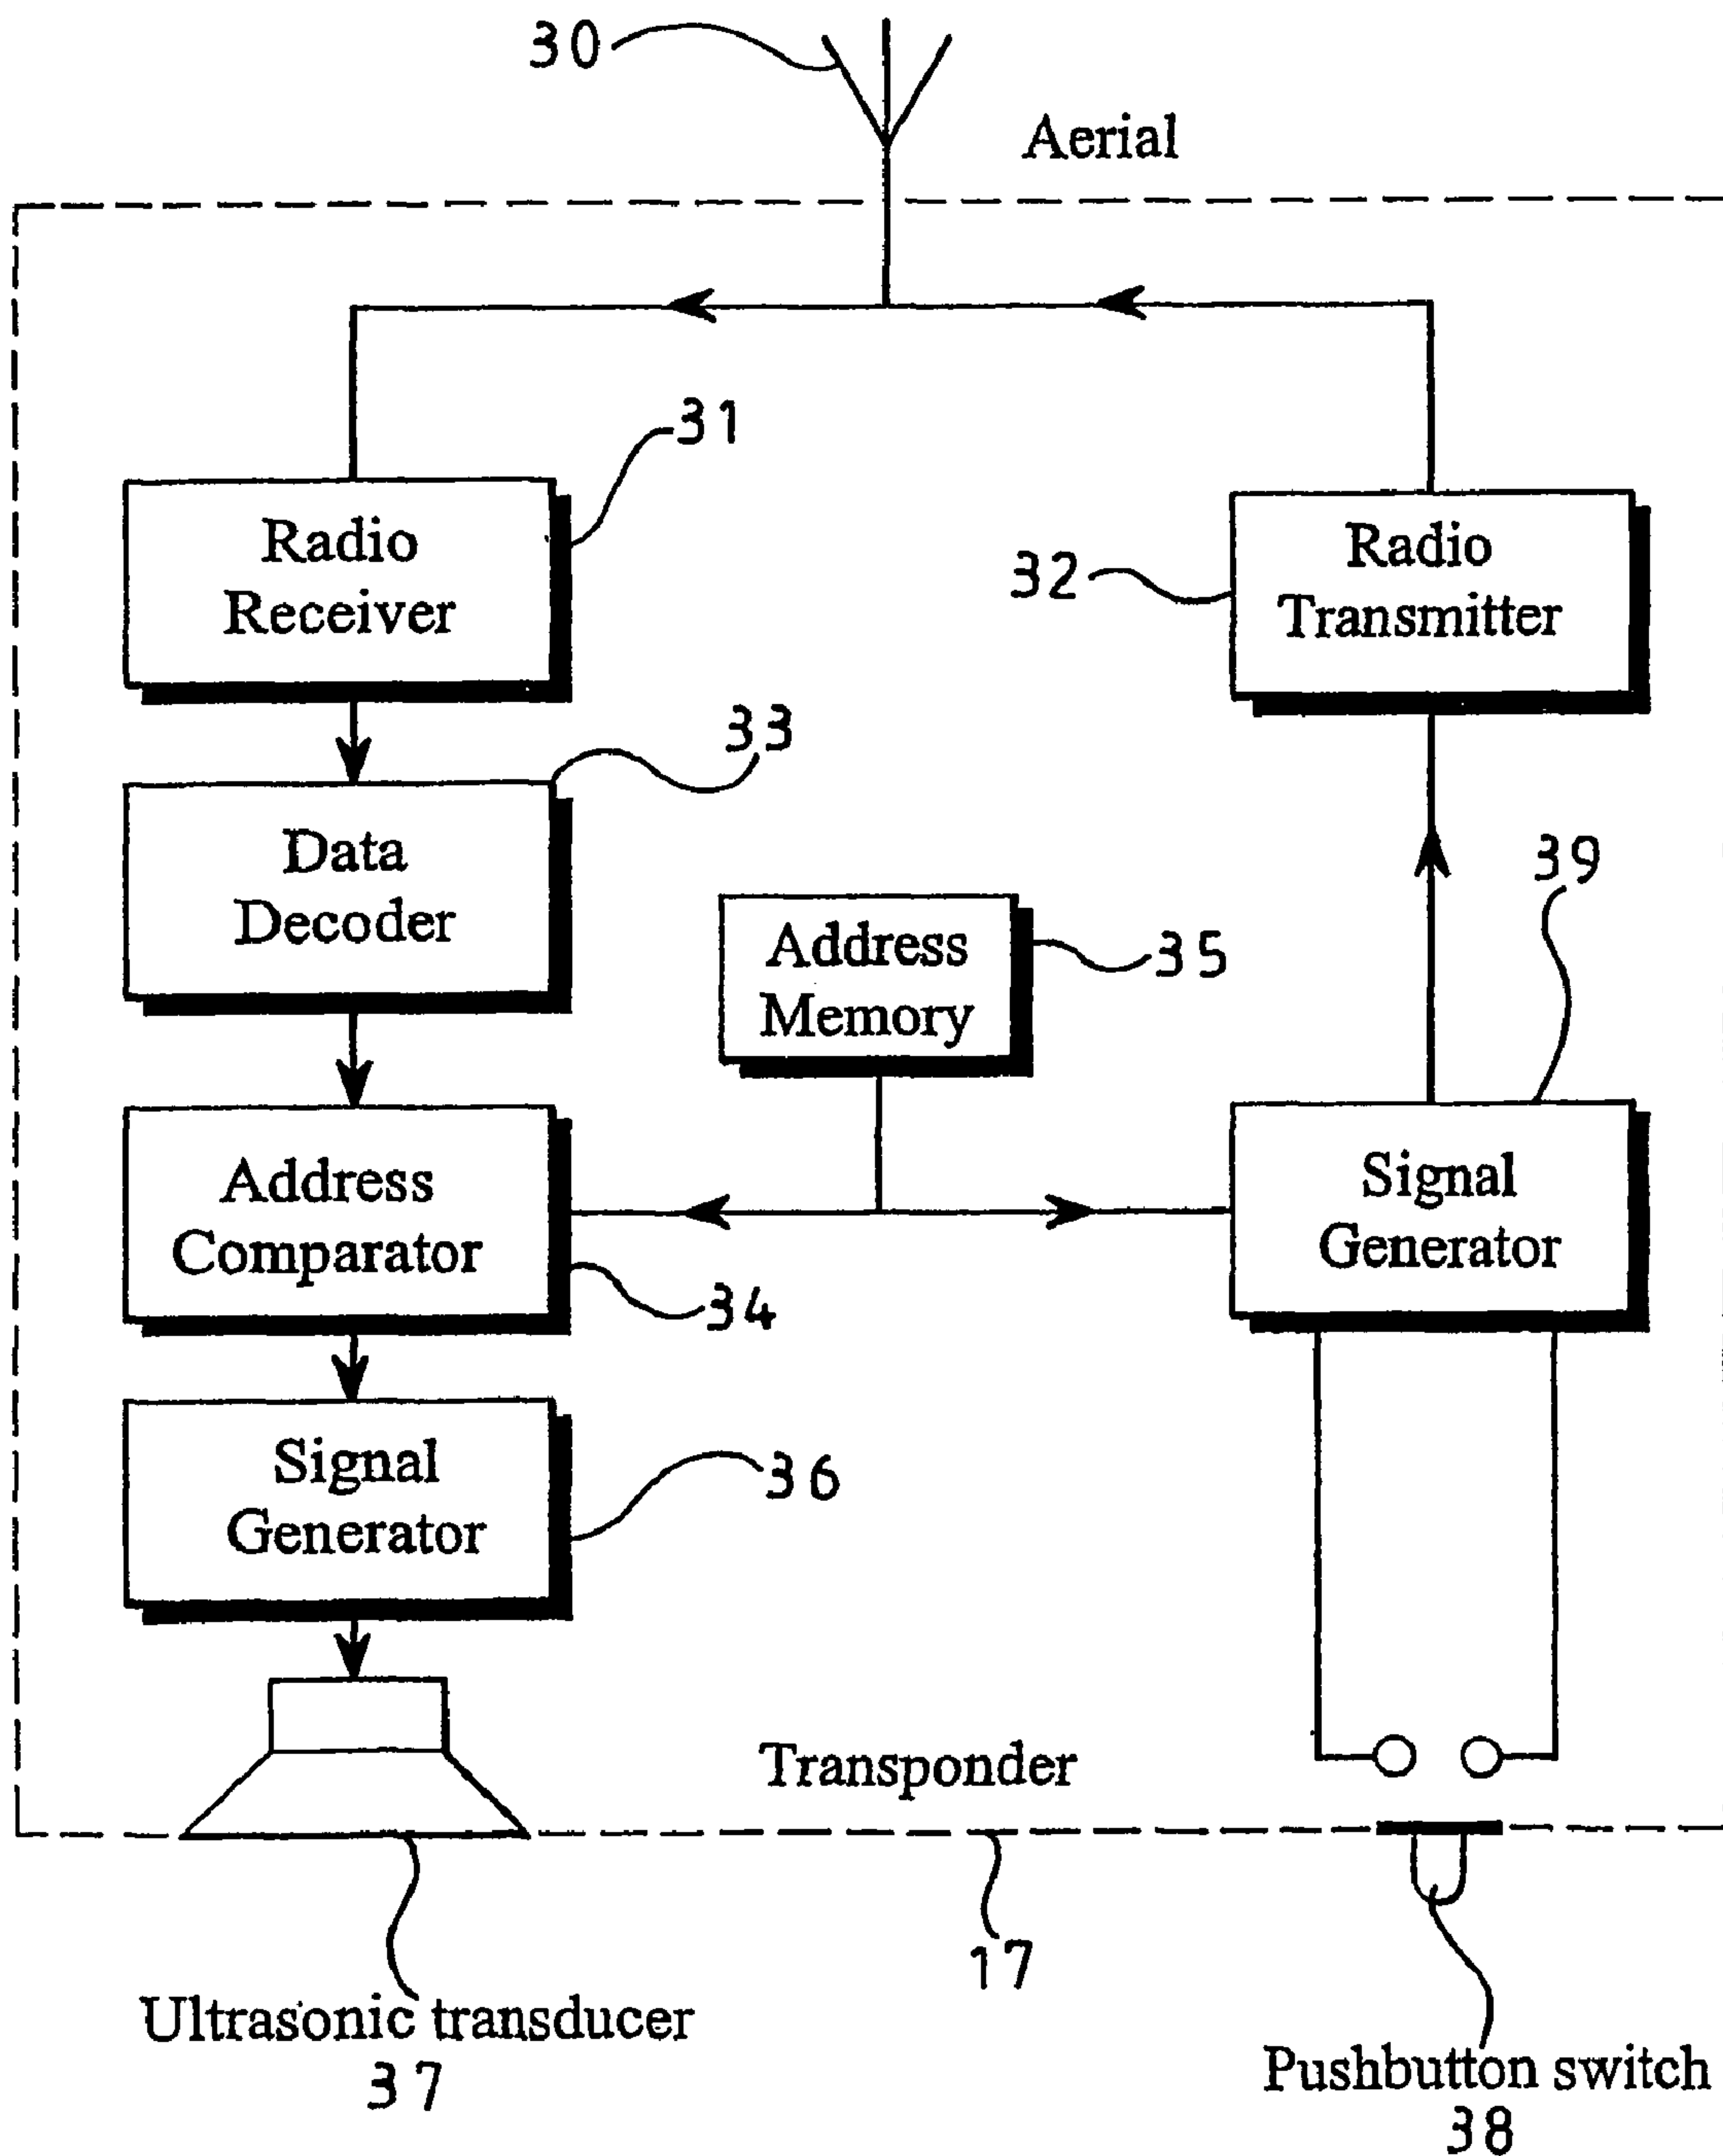 30
Aerial
31
Radio
Receiver
32
Radio
Transmitter
33
Data
Decoder
39
Address
Memory
35
Address
Comparator
34
Signal
Generator
Signal
Generator
36
Transponder
17
Ultrasonic transducer
37
Pushbutton switch
38